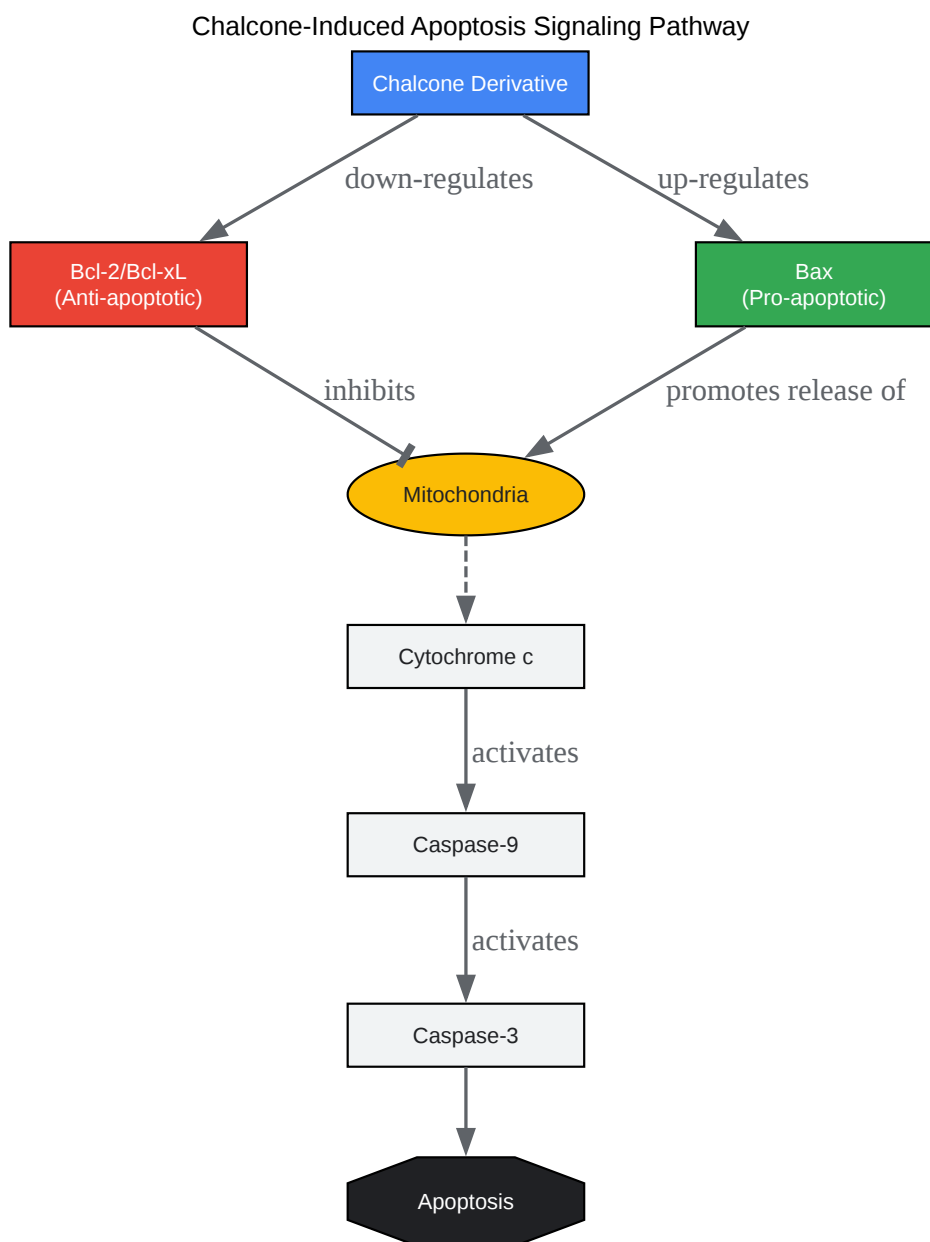 Chalcone-Induced Apoptosis Signaling Pathway
Chalcone Derivative
down-regulates
up-regulates
Bcl-2/Bcl-xL
(Anti-apoptotic)
Bax
(Pro-apoptotic)
inhibits
promotes release of
Mitochondria
Cytochrome c
activates
Caspase-9
activates
Caspase-3
Apoptosis